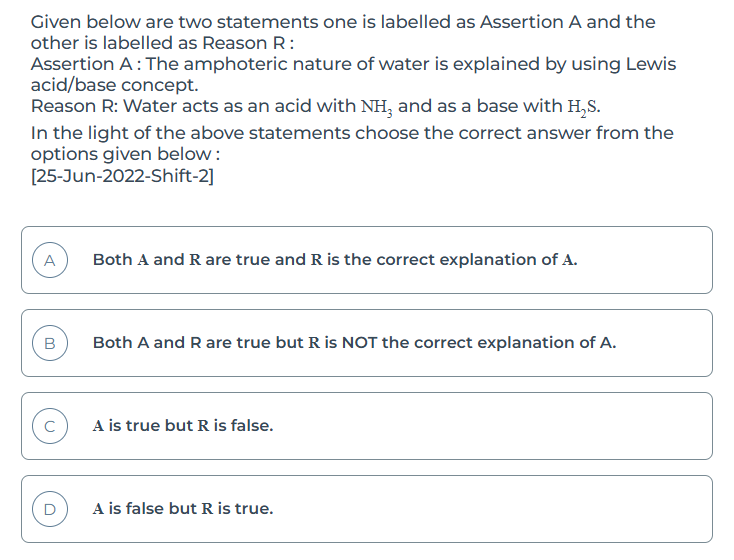 Given below are two statements one is labelled as Assertion A and the
other is labelled as Reason R :
Assertion A : The amphoteric nature of water is explained by using Lewis
acid/base concept.
Reason R: Water acts as an acid with NH₃ and as a base with H₂S.
In the light of the above statements choose the correct answer from the
options given below :
[25-Jun-2022-Shift-2]
A Both A and R are true and R is the correct explanation of A.
B Both A and R are true but R is NOT the correct explanation of A.
C A is true but R is false.
D A is false but R is true.